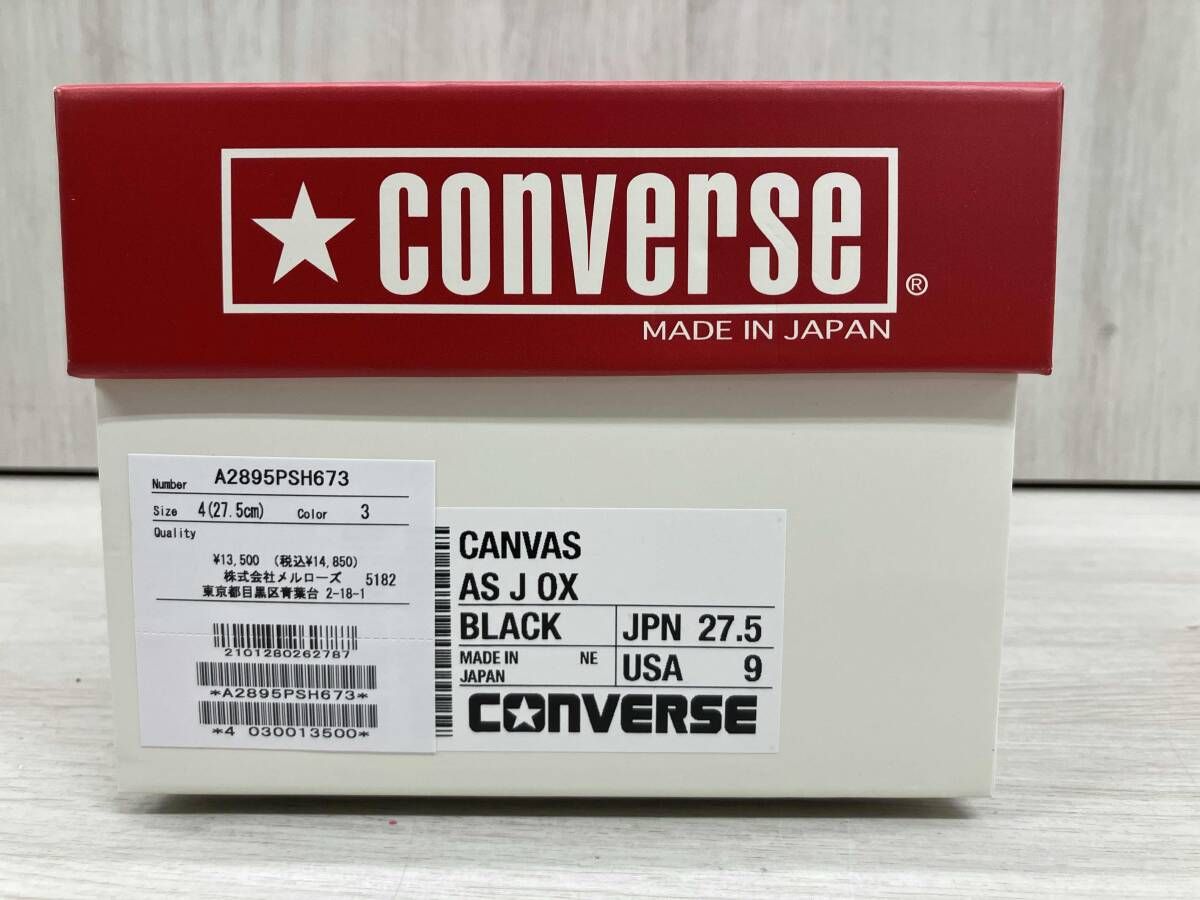 converse ®
MADE IN JAPAN
Number A2895PSH673
Size 4(27.5cm) Color 3
Quality
¥13,500 (税込¥14,850)
株式会社メルローズ 5182
東京都目黒区青葉台 2-18-1
2101280262787
*A2895PSH673*
*4 030013500*
CANVAS
AS J OX
BLACK JPN 27.5
MADE IN JAPAN NE USA 9
CONVERSE